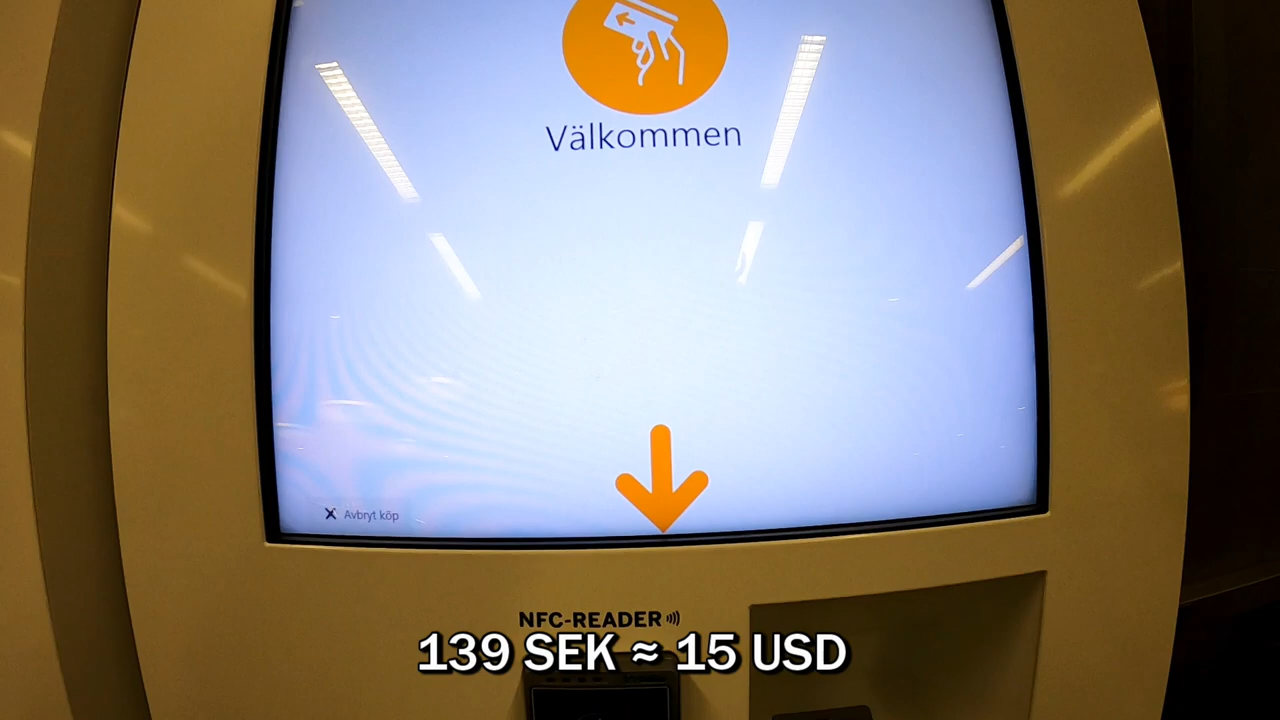 Välkommen
Avbryt köp
NFC-READER
139 SEK ≈ 15 USD